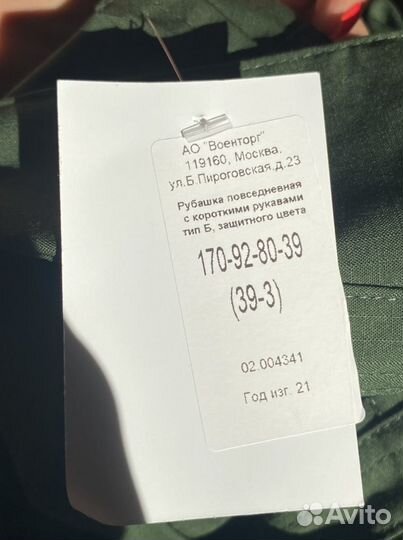 АО "Военторг"
119160, Москва,
ул.Б.Пироговская.д.23
Рубашка повседневная
с короткими рукавами
тип Б, защитного цвета
170-92-80-39
(39-3)
02.004341
Год изг. 21
Avito